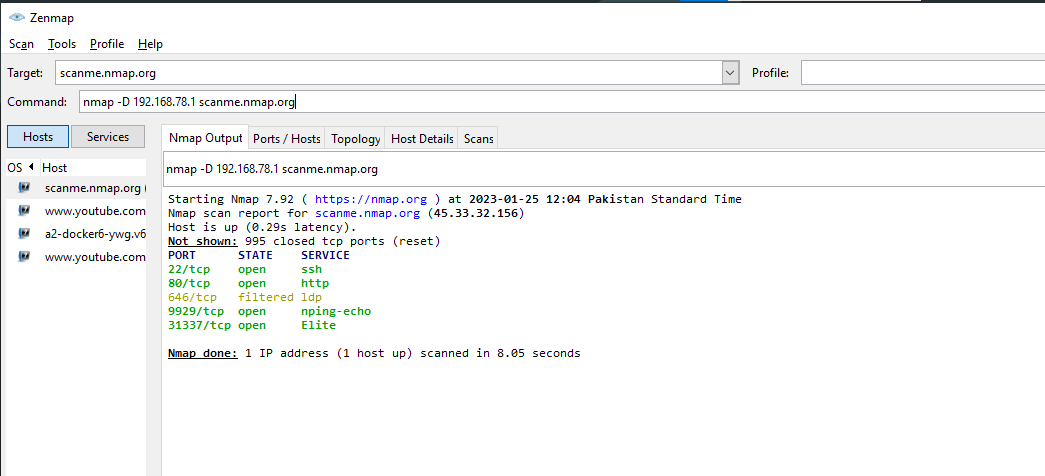 Zenmap
Scan Tools Profile Help
Target: scanme.nmap.org Profile:
Command: nmap -D 192.168.78.1 scanme.nmap.org
Hosts Services
Nmap Output Ports / Hosts Topology Host Details Scans
OS Host
scanme.nmap.org (
www.youtube.com
a2-docker6-ywg.v6
www.youtube.com
nmap -D 192.168.78.1 scanme.nmap.org
Starting Nmap 7.92 ( https://nmap.org ) at 2023-01-25 12:04 Pakistan Standard Time
Nmap scan report for scanme.nmap.org (45.33.32.156)
Host is up (0.29s latency).
Not shown: 995 closed tcp ports (reset)
PORT STATE SERVICE
22/tcp open ssh
80/tcp open http
646/tcp filtered ldp
9929/tcp open nping-echo
31337/tcp open Elite
Nmap done: 1 IP address (1 host up) scanned in 8.05 seconds